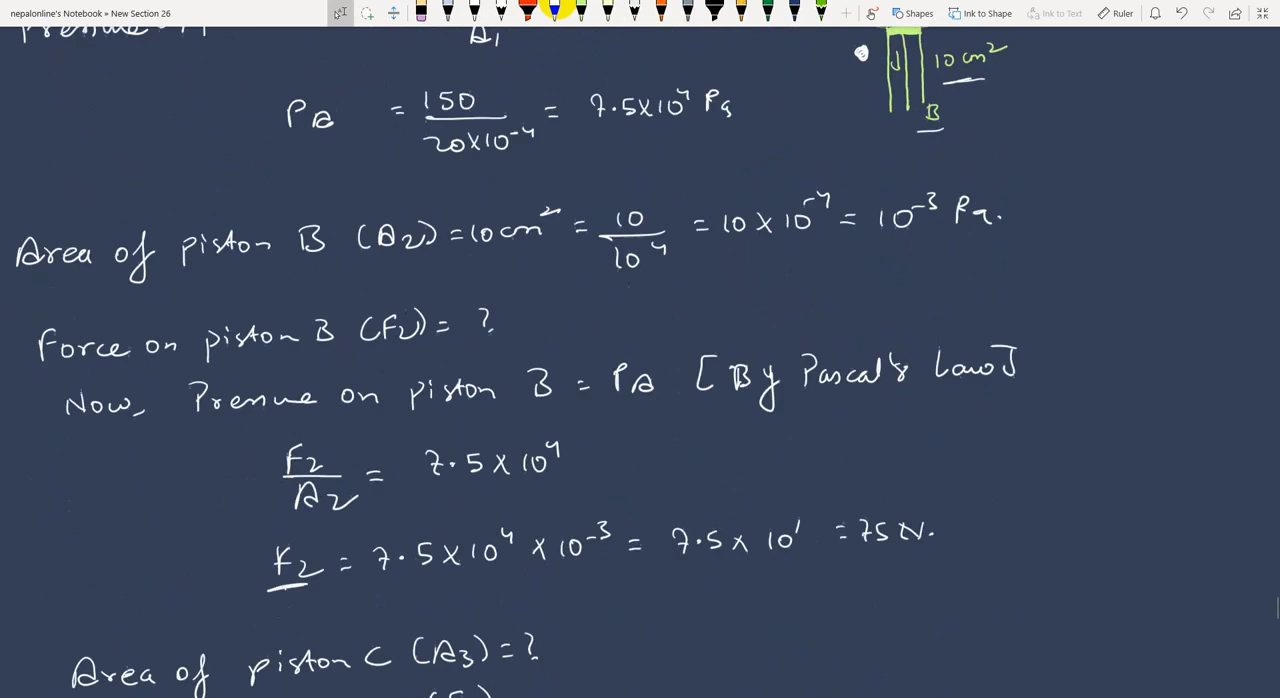 nepalonline's Notebook » New Section 26
Shapes
Ink to Shape
Ink to Text
Ruler
Pressure
A1
10 cm²
B
PA = 150 / 20×10⁻⁴ = 7.5×10⁴ Pa
Area of piston B (A2) = 10 cm² = 10 / 10⁴ = 10 × 10⁻⁴ = 10⁻³ Pa.
Force on piston B (F2) = ?
Now, Pressure on piston B = PA [By Pascal's Law]
F2 / A2 = 7.5 × 10⁴
F2 = 7.5 × 10⁴ × 10⁻³ = 7.5 × 10¹ = 75 N.
Area of piston C (A3) = ?